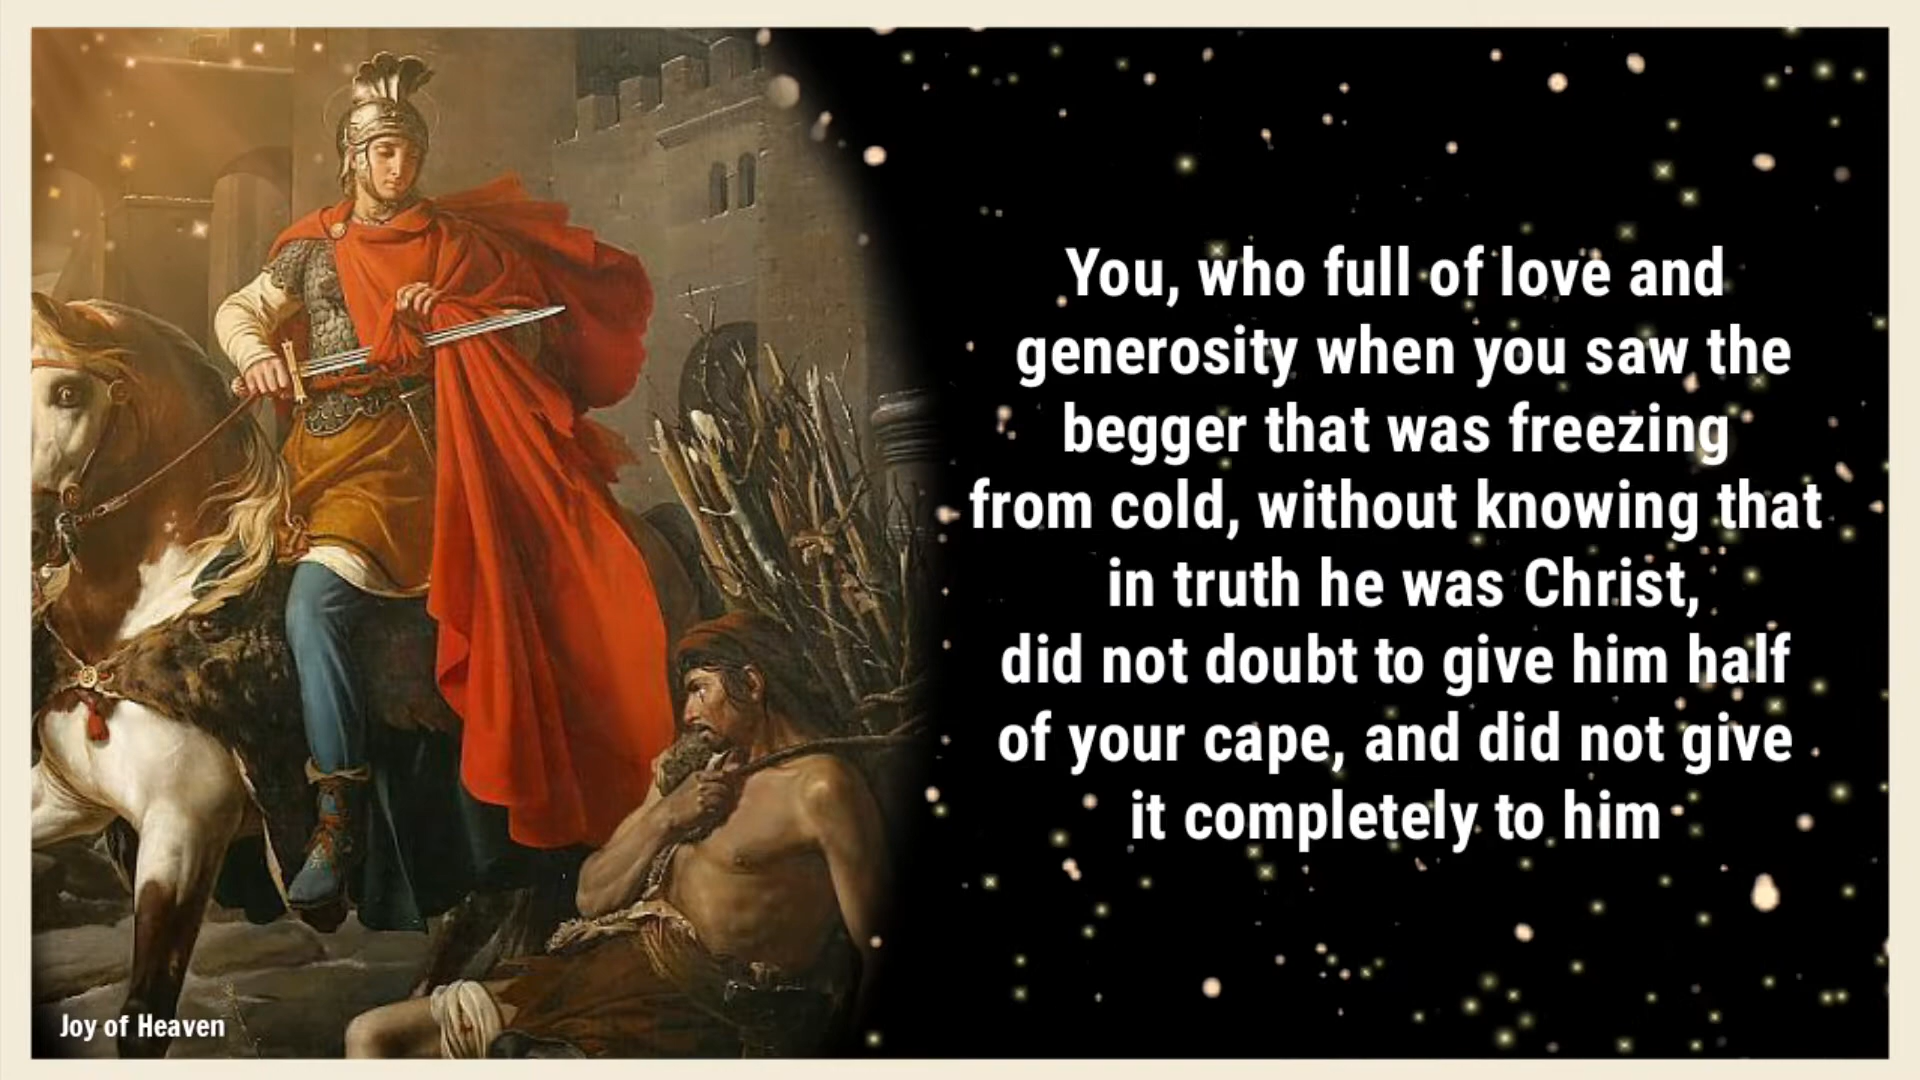 You, who full of love and
generosity when you saw the
begger that was freezing
from cold, without knowing that
in truth he was Christ,
did not doubt to give him half
of your cape, and did not give
it completely to him
Joy of Heaven